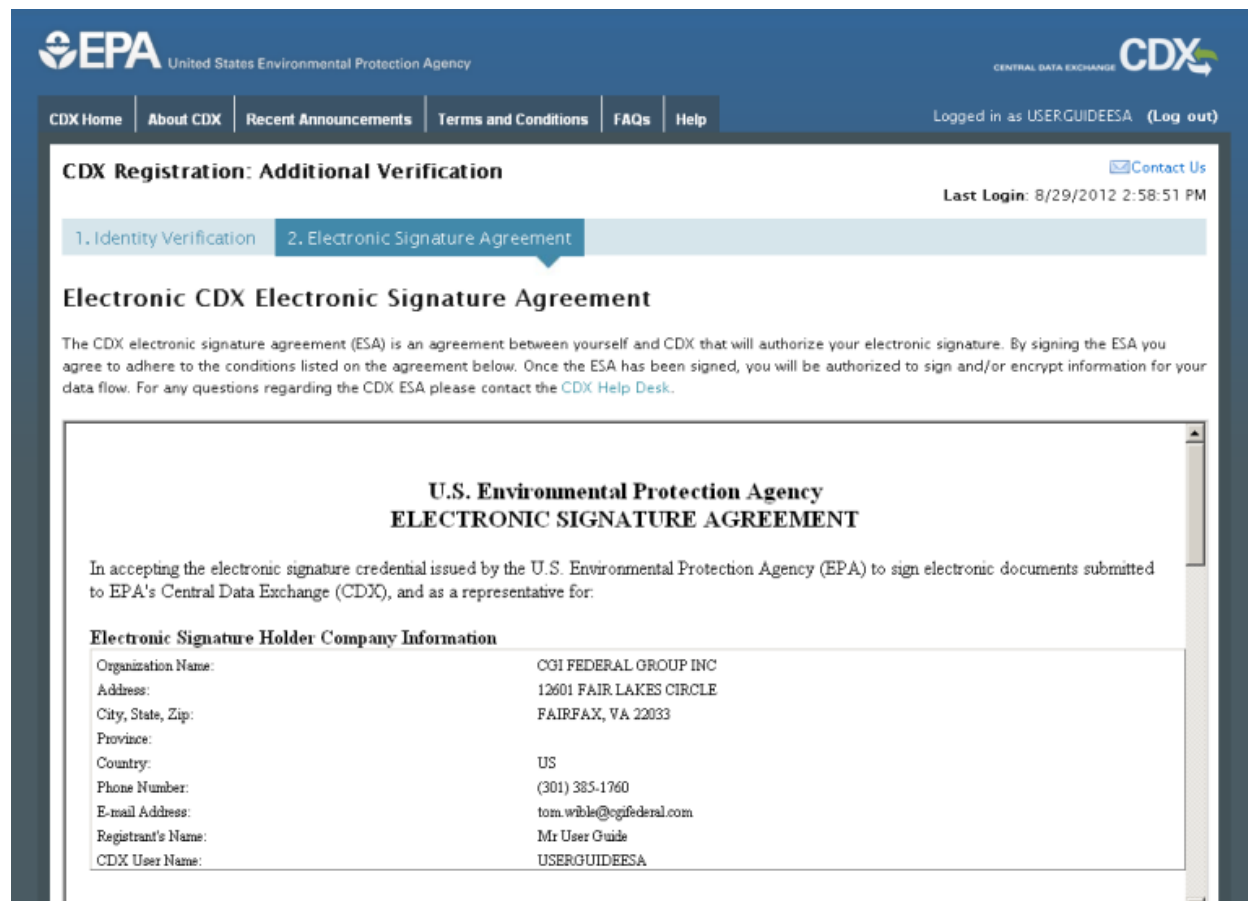 EPA United States Environmental Protection Agency
CENTRAL DATA EXCHANGE CDX
CDX Home About CDX Recent Announcements Terms and Conditions FAQs Help Logged in as USERGUIDEESA (Log out)
CDX Registration: Additional Verification
Contact Us
Last Login: 8/29/2012 2:58:51 PM
1. Identity Verification 2. Electronic Signature Agreement
Electronic CDX Electronic Signature Agreement
The CDX electronic signature agreement (ESA) is an agreement between yourself and CDX that will authorize your electronic signature. By signing the ESA you
agree to adhere to the conditions listed on the agreement below. Once the ESA has been signed, you will be authorized to sign and/or encrypt information for your
data flow. For any questions regarding the CDX ESA please contact the CDX Help Desk.
U.S. Environmental Protection Agency
ELECTRONIC SIGNATURE AGREEMENT
In accepting the electronic signature credential issued by the U.S. Environmental Protection Agency (EPA) to sign electronic documents submitted
to EPA's Central Data Exchange (CDX), and as a representative for:
Electronic Signature Holder Company Information
Organization Name: CGI FEDERAL GROUP INC
Address: 12601 FAIR LAKES CIRCLE
City, State, Zip: FAIRFAX, VA 22033
Province:
Country: US
Phone Number: (301) 385-1760
E-mail Address: tom.wible@cgifederal.com
Registrant's Name: Mr User Guide
CDX User Name: USERGUIDEESA